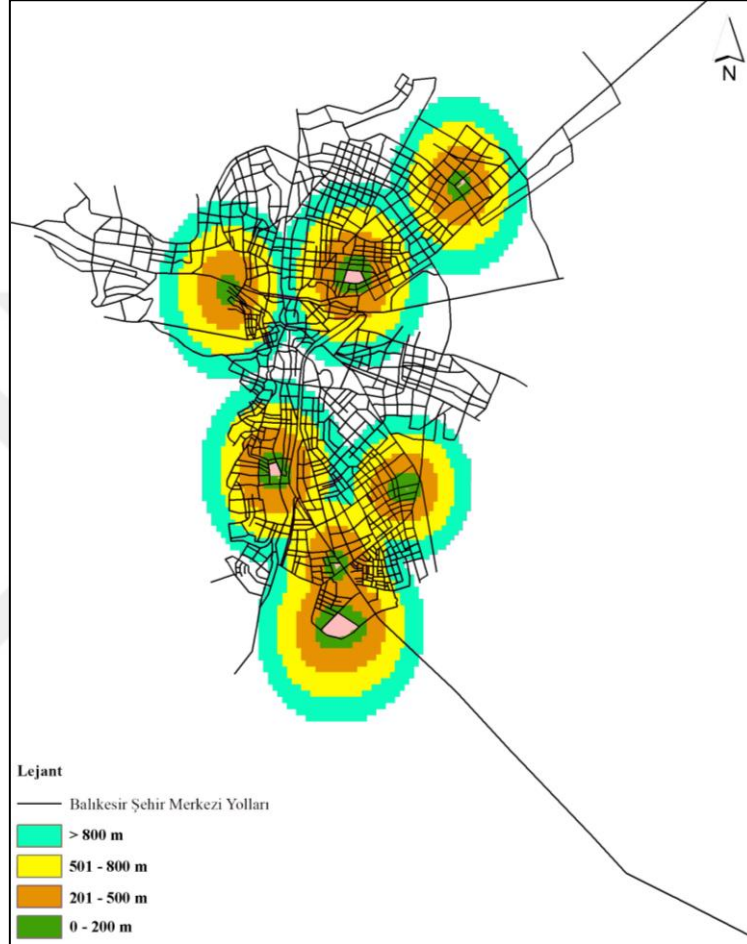 N
Lejant
Balıkesir Şehir Merkezi Yolları
> 800 m
501 - 800 m
201 - 500 m
0 - 200 m